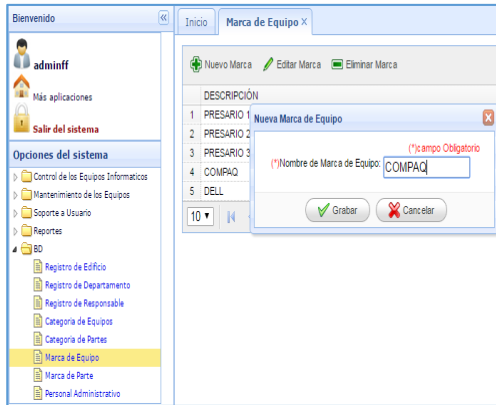 Bienvenido
adminff
Más aplicaciones
Salir del sistema
Opciones del sistema
Control de los Equipos Informaticos
Mantenimiento de los Equipos
Soporte a Usuario
Reportes
BD
Registro de Edificio
Registro de Departamento
Registro de Responsable
Categoria de Equipos
Categoria de Partes
Marca de Equipo
Marca de Parte
Personal Administrativo
Inicio
Marca de Equipo X
Nuevo Marca
Editar Marca
Eliminar Marca
DESCRIPCIÓN
1 PRESARIO 1
2 PRESARIO 2
3 PRESARIO 3
4 COMPAQ
5 DELL
10
Nueva Marca de Equipo
(*)campo Obligatorio
(*)Nombre de Marca de Equipo: COMPAQ
Grabar
Cancelar